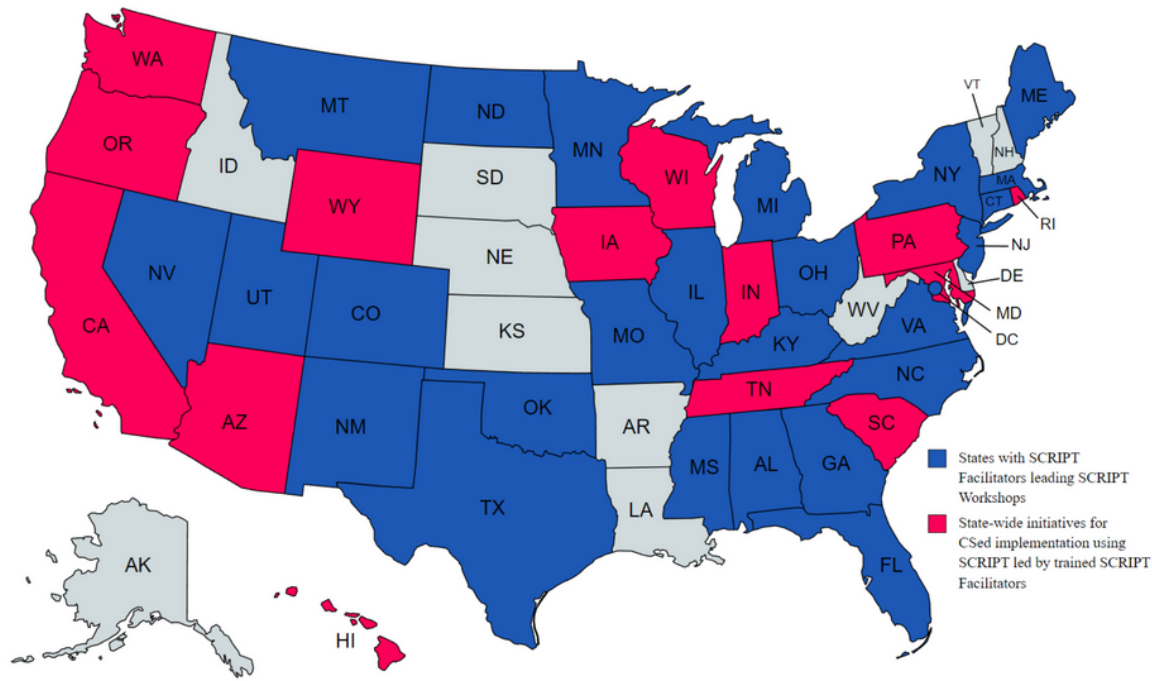 WA
MT
ND
MN
VT
ME
OR
ID
SD
WI
NH
NY
MA
CT
MI
WY
RI
IA
PA
NE
NJ
NV
OH
DE
UT
IL
IN
CO
WV
MD
CA
KS
MO
VA
DC
KY
NC
TN
AZ
OK
NM
AR
SC
MS
AL
GA
TX
LA
FL
AK
HI
States with SCRIPT
Facilitators leading SCRIPT
Workshops
State-wide initiatives for
CSed implementation using
SCRIPT led by trained SCRIPT
Facilitators